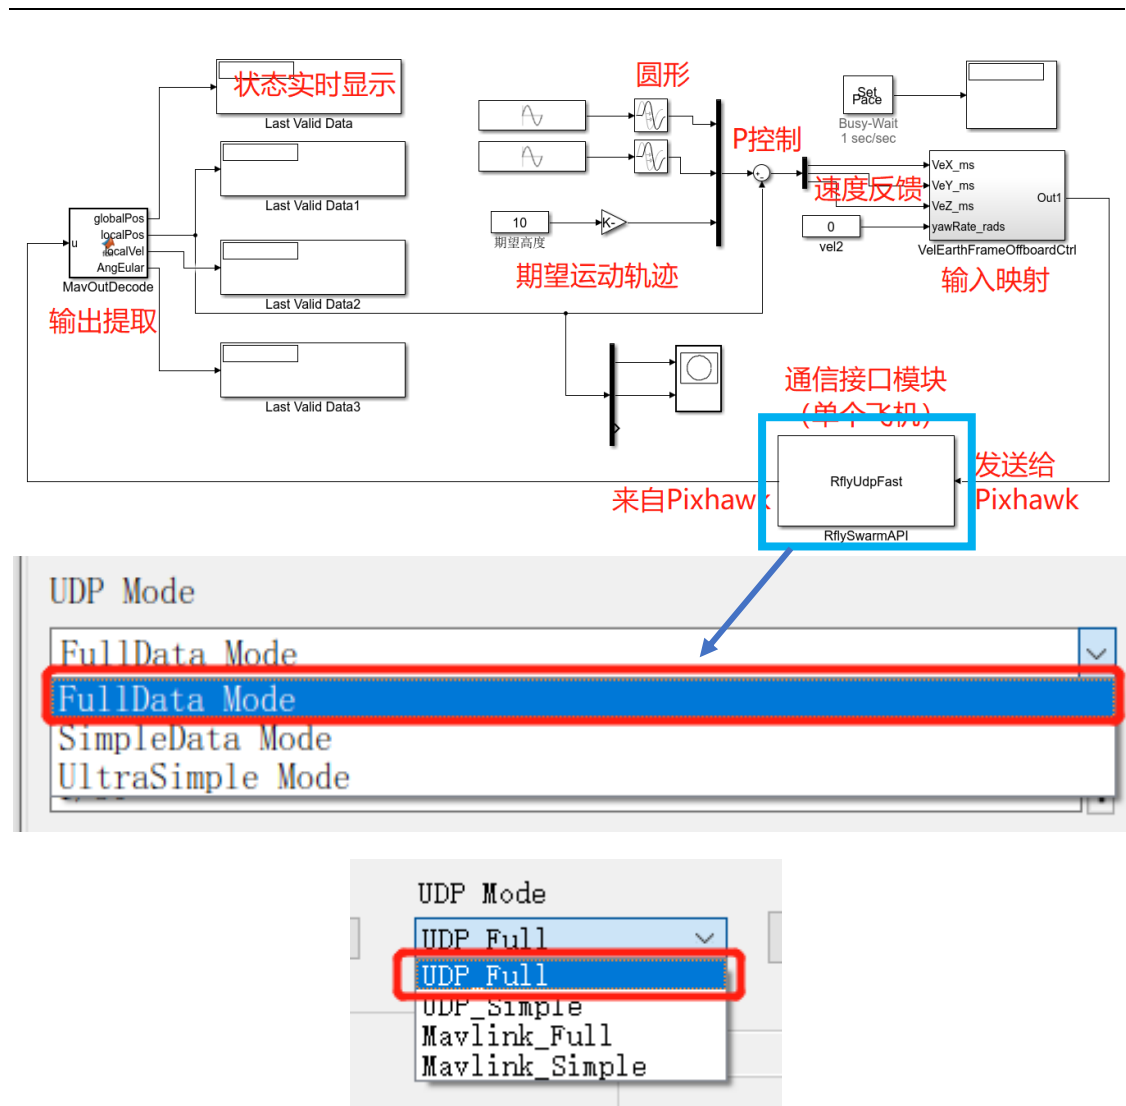 状态实时显示
Last Valid Data
Last Valid Data1
globalPos
localPos
localVel
AngEular
u
MavOutDecode
输出提取
Last Valid Data2
Last Valid Data3
圆形
10
期望高度
K-
期望运动轨迹
P控制
+
-
Set
Pace
Busy-Wait
1 sec/sec
速度反馈
0
vel2
VeX_ms
VeY_ms
VeZ_ms
yawRate_rads
Out1
VelEarthFrameOffboardCtrl
输入映射
通信接口模块
（单个飞机）
RflyUdpFast
RflySwarmAPI
来自Pixhawk
发送给
Pixhawk
UDP Mode
FullData Mode
FullData Mode
SimpleData Mode
UltraSimple Mode
UDP Mode
UDP_Full
UDP_Full
UDP_Simple
Mavlink_Full
Mavlink_Simple